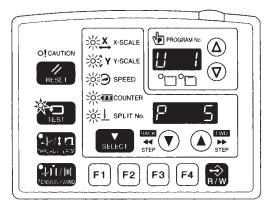 X-SCALE
PROGRAM No.
CAUTION
Y-SCALE
U 1
RESET
SPEED
COUNTER
TEST
SPLIT No.
P 5
SELECT
BACK
STEP
FWD
STEP
F1
F2
F3
F4
R/W